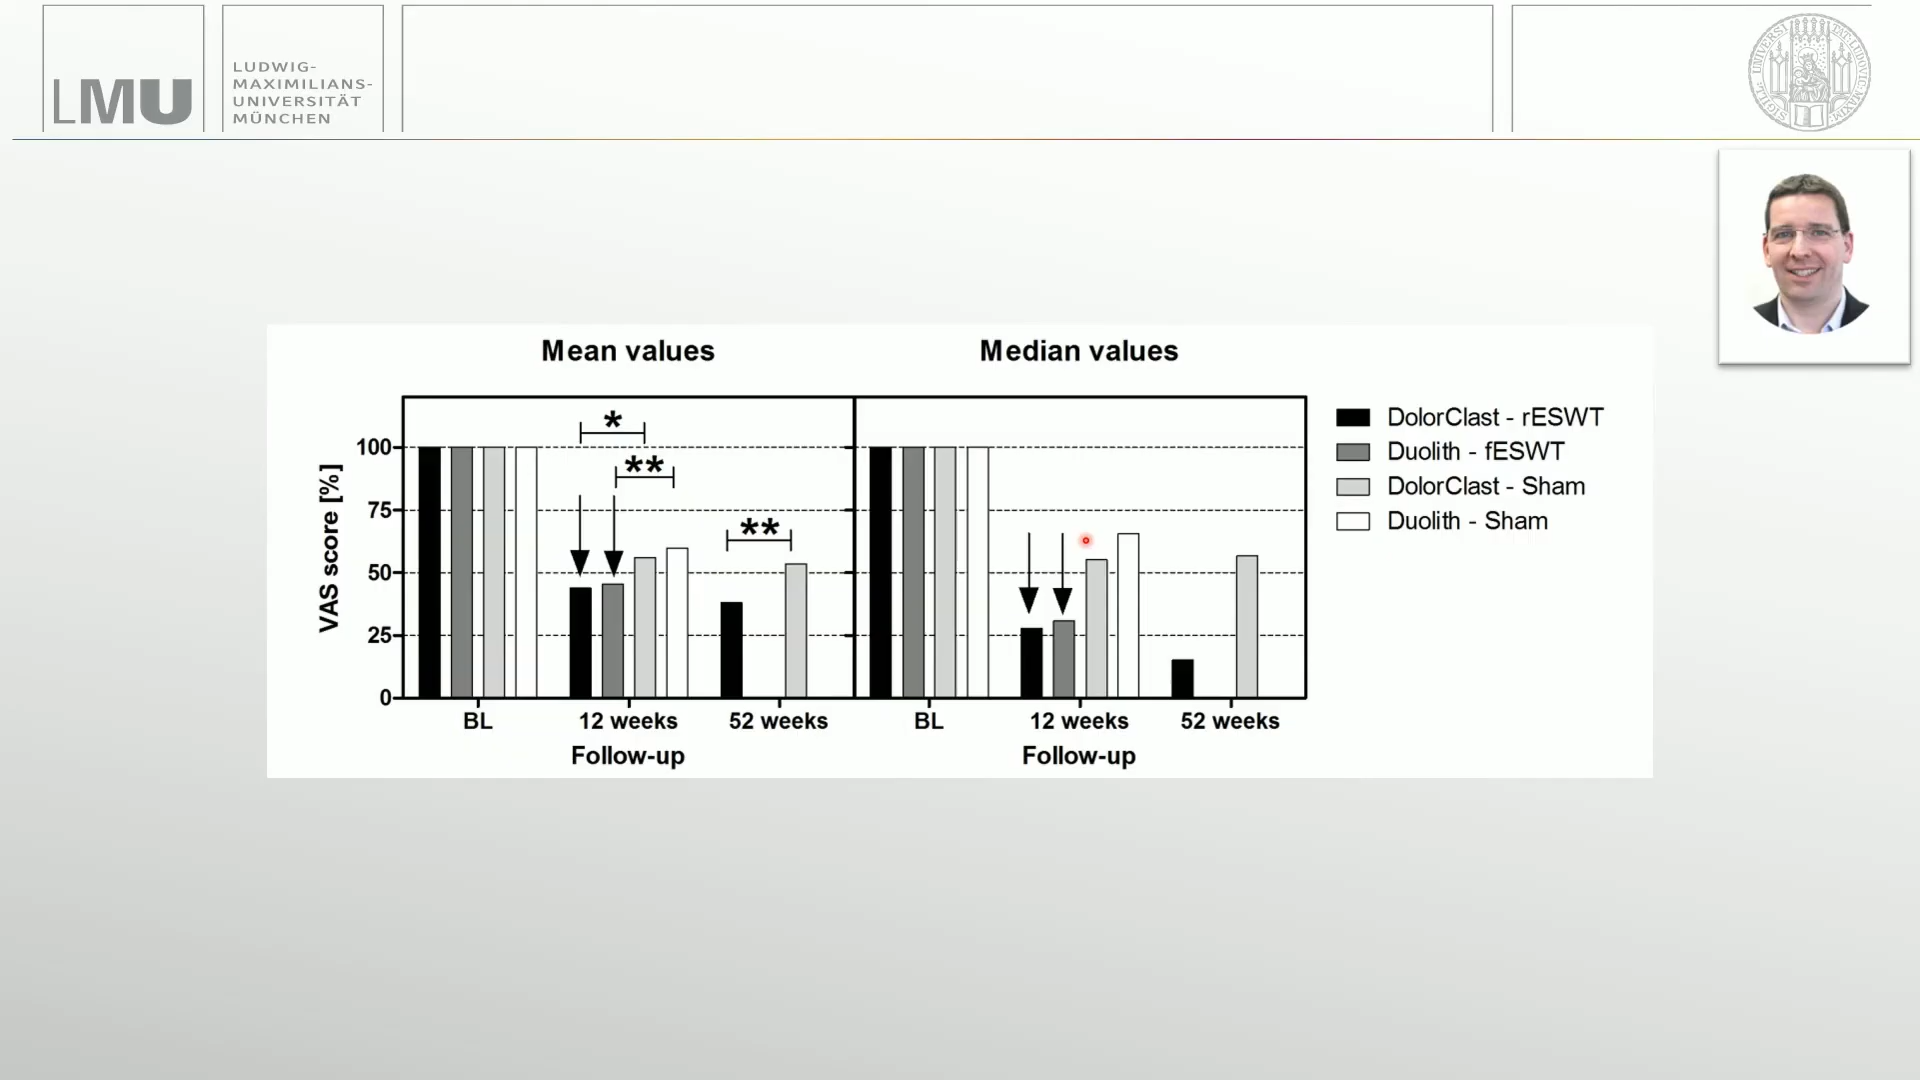 LMU
LUDWIG-
MAXIMILIANS-
UNIVERSITÄT
MÜNCHEN
Mean values
Median values
VAS score [%]
100
75
50
25
0
*
**
**
BL
12 weeks
52 weeks
BL
12 weeks
52 weeks
Follow-up
Follow-up
DolorClast - rESWT
Duolith - fESWT
DolorClast - Sham
Duolith - Sham